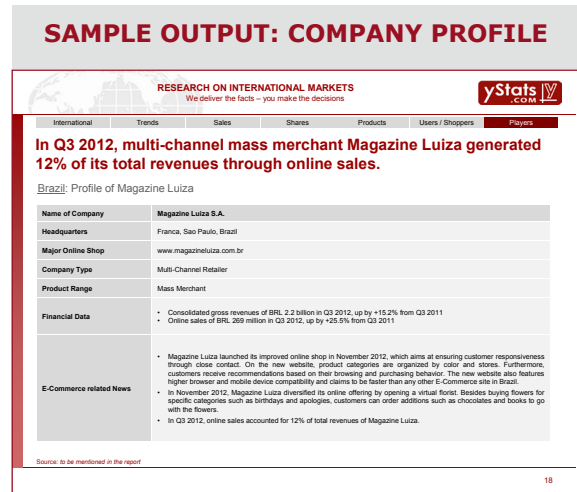 SAMPLE OUTPUT: COMPANY PROFILE
RESEARCH ON INTERNATIONAL MARKETS
We deliver the facts – you make the decisions
yStats
.COM
International Trends Sales Shares Products Users / Shoppers Players
In Q3 2012, multi-channel mass merchant Magazine Luiza generated
12% of its total revenues through online sales.
Brazil: Profile of Magazine Luiza
Name of Company Magazine Luiza S.A.
Headquarters Franca, Sao Paulo, Brazil
Major Online Shop www.magazineluiza.com.br
Company Type Multi-Channel Retailer
Product Range Mass Merchant
Financial Data
• Consolidated gross revenues of BRL 2.2 billion in Q3 2012, up by +15.2% from Q3 2011
• Online sales of BRL 269 million in Q3 2012, up by +25.5% from Q3 2011
E-Commerce related News
• Magazine Luiza launched its improved online shop in November 2012, which aims at ensuring customer responsiveness
through close contact. On the new website, product categories are organized by color and stores. Furthermore,
customers receive recommendations based on their browsing and purchasing behavior. The new website also features
higher browser and mobile device compatibility and claims to be faster than any other E-Commerce site in Brazil.
• In November 2012, Magazine Luiza diversified its online offering by opening a virtual florist. Besides buying flowers for
specific categories such as birthdays and apologies, customers can order additions such as chocolates and books to go
with the flowers.
• In Q3 2012, online sales accounted for 12% of total revenues of Magazine Luiza.
Source: to be mentioned in the report
18